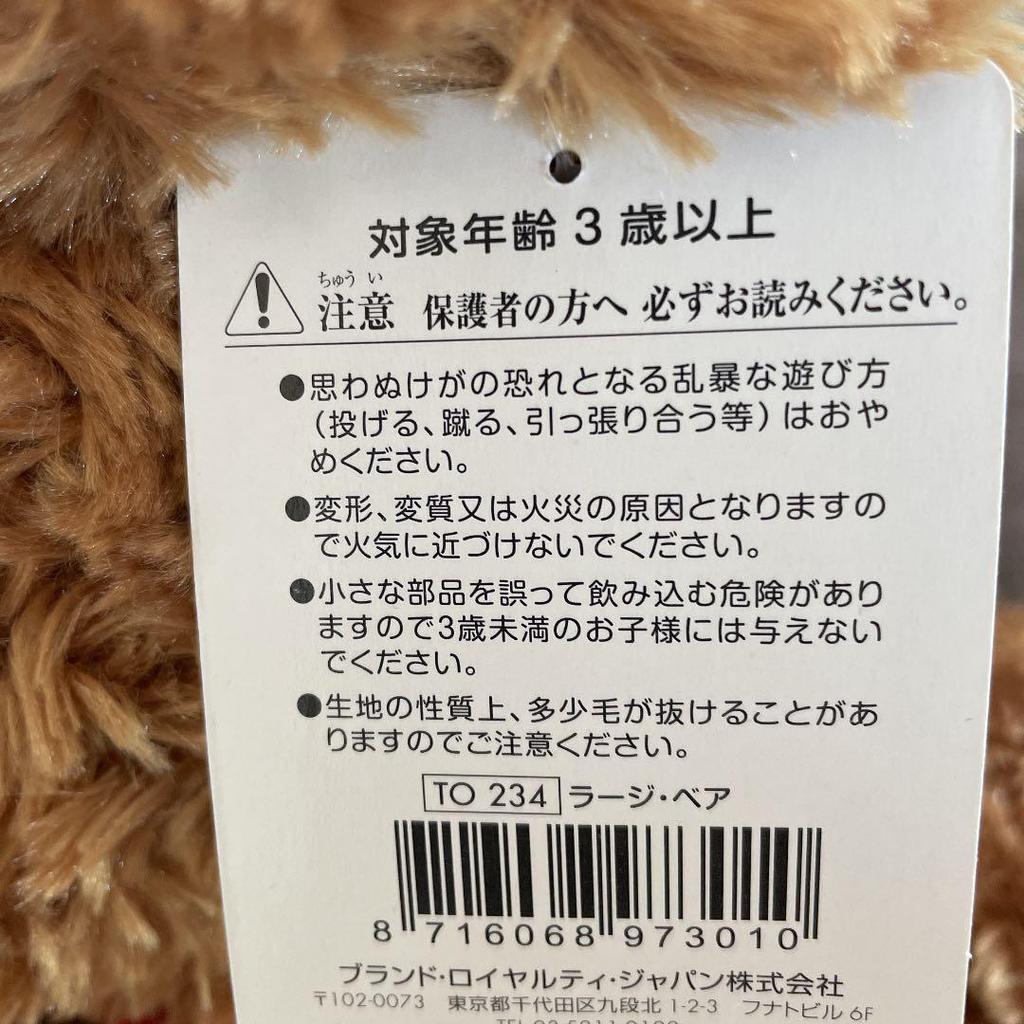 対象年齢 3 歳以上
ちゅう い
注意 保護者の方へ 必ずお読みください。
●思わぬけがの恐れとなる乱暴な遊び方
(投げる、蹴る、引っ張り合う等)はおや
めください。
●変形、変質又は火災の原因となりますの
で火気に近づけないでください。
●小さな部品を誤って飲み込む危険があり
ますので3歳未満のお子様には与えない
でください。
●生地の性質上、多少毛が抜けることがあ
りますのでご注意ください。
TO 234 ラージ・ベア
8 716068 973010
ブランド・ロイヤルティ・ジャパン株式会社
〒102-0073 東京都千代田区九段北 1-2-3 フナトビル 6F